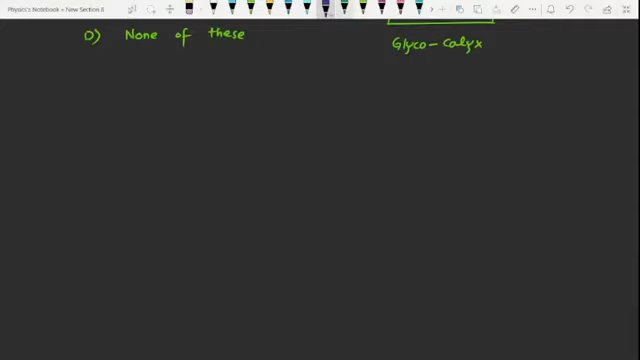 Physics's Notebook » New Section 6
D) None of these
Glyco - Calyx